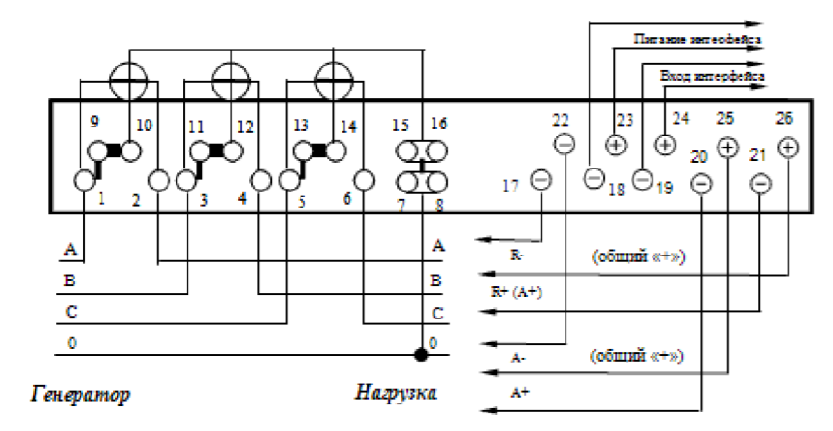 Питание интеофейса
Вход интерфейса
9 10 11 12 13 14 15 16 22 23 24 25 26
20 21
17 18 19
1 2 3 4 5 6 7 8
A A
B B
C C
0 0
R-
(общий «+»)
R+ (A+)
A-
(общий «+»)
A+
Генератор
Нагрузка